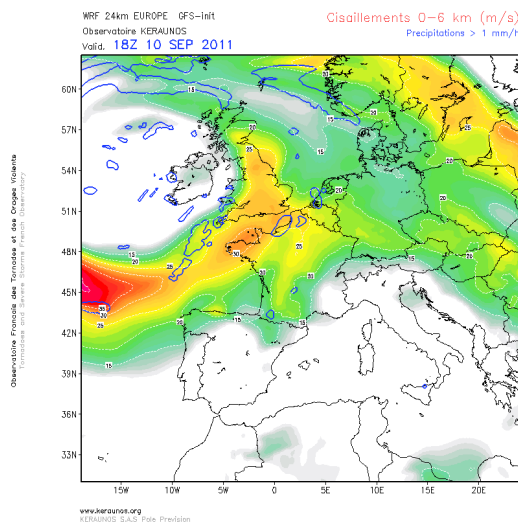 WRF 24km EUROPE GFS-init
Cisaillements 0-6 km (m/s)
Observatoire KERAUNOS
Precipitations > 1 mm/h
Valid. 18Z 10 SEP 2011
60N
57N
54N
51N
48N
45N
42N
39N
36N
33N
15W
10W
5W
0
5E
10E
15E
20E
Observatoire Francais des Tornades et des Orages Violents
Tornadoes and Severe Storms French Observatory
www.keraunos.org
KERAUNOS S.A.S Pole Prevision